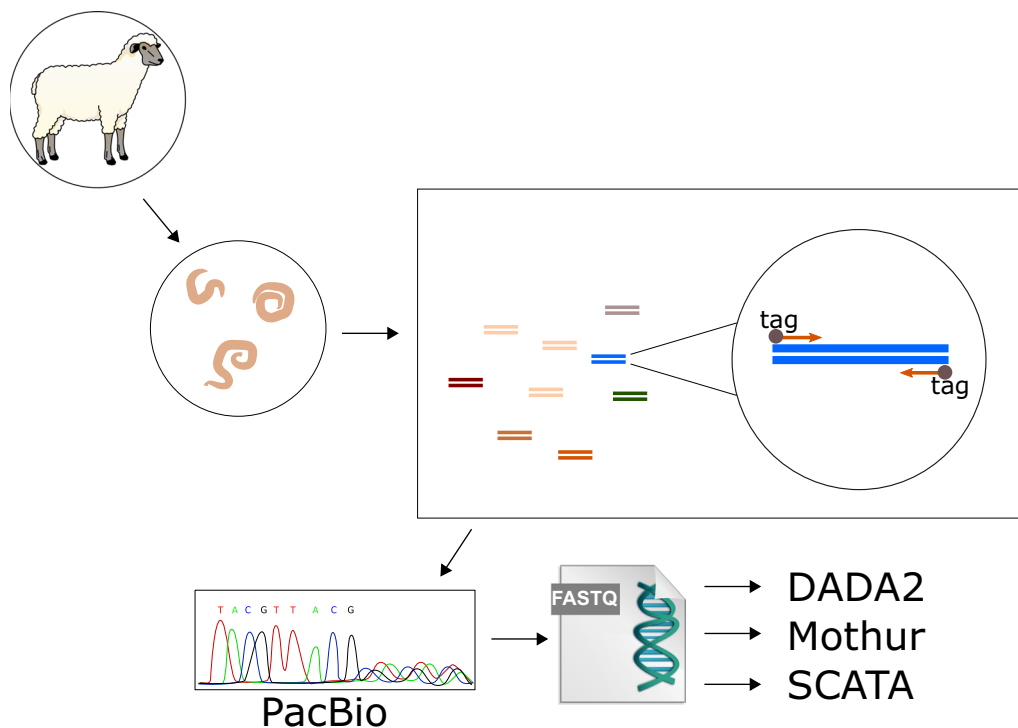 tag
tag
T A C G T T A C G
PacBio
FASTQ
DADA2
Mothur
SCATA